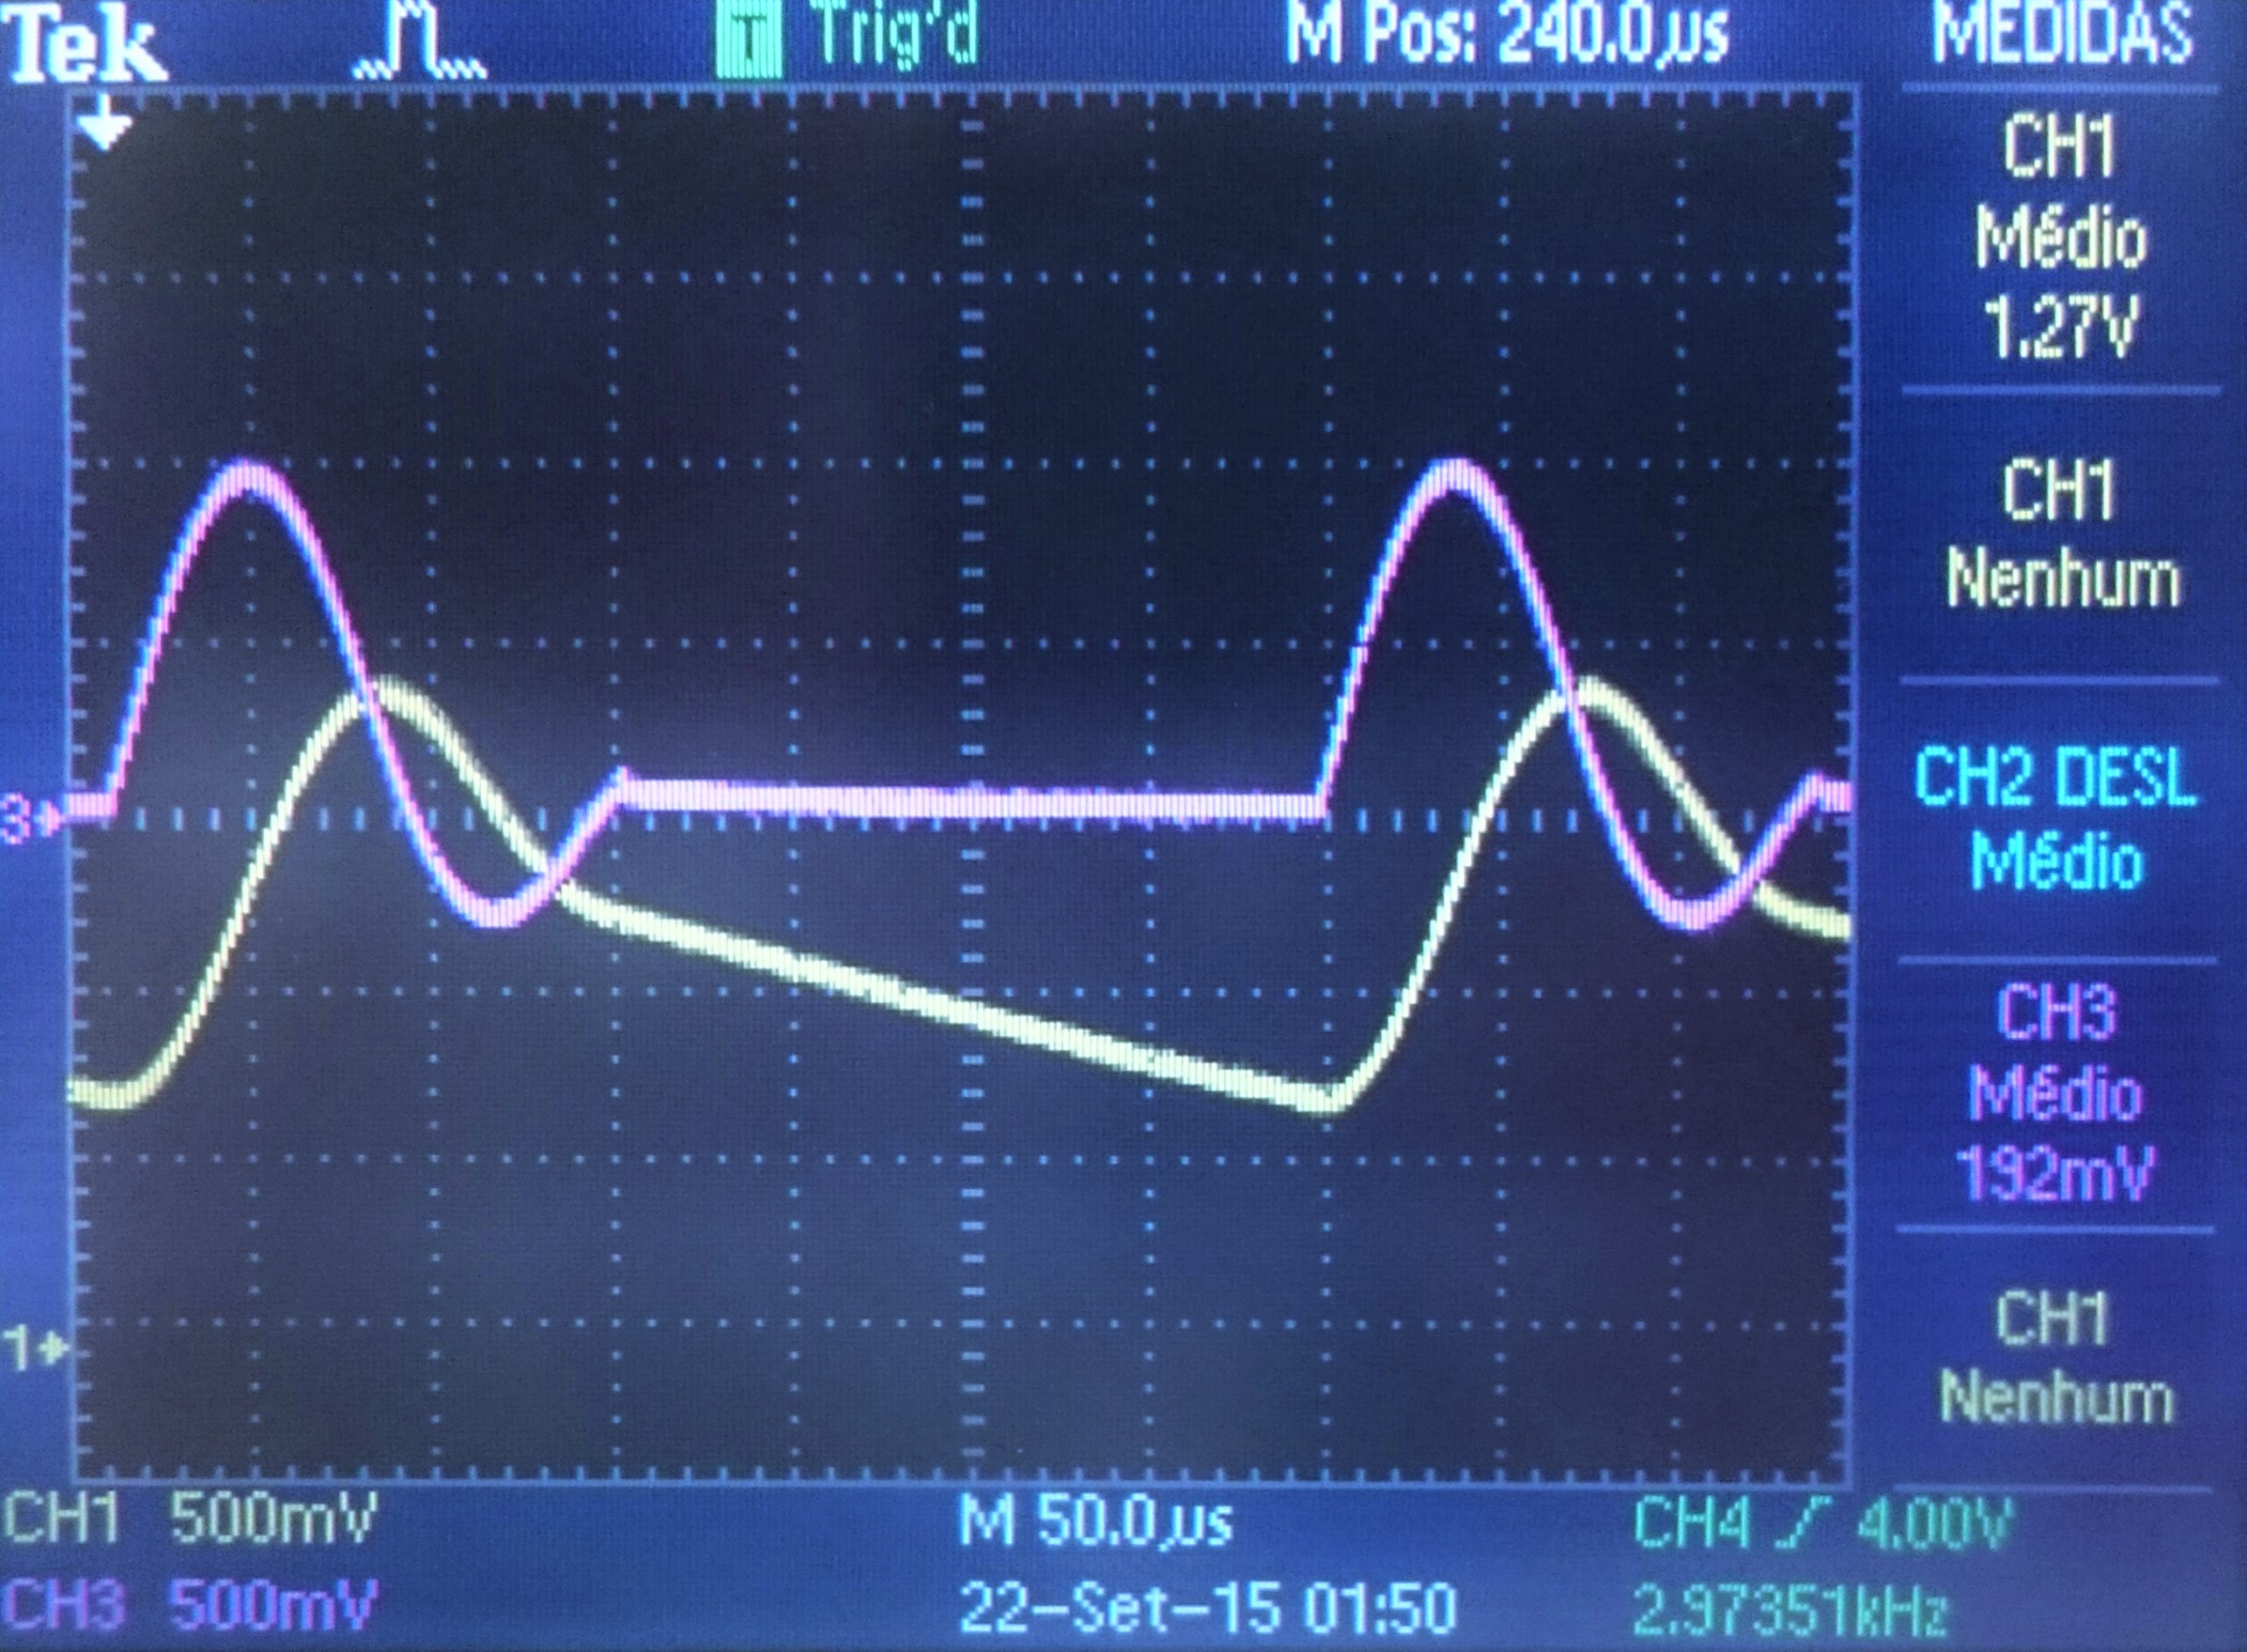 Tek T Trig'd M Pos: 240.0µs MEDIDAS
CH1
Médio
1.27V
CH1
Nenhum
CH2 DESL
Médio
3
CH3
Médio
192mV
1
CH1
Nenhum
CH1 500mV M 50.0µs CH4 4.00V
CH3 500mV 22-Set-15 01:50 2.97351kHz